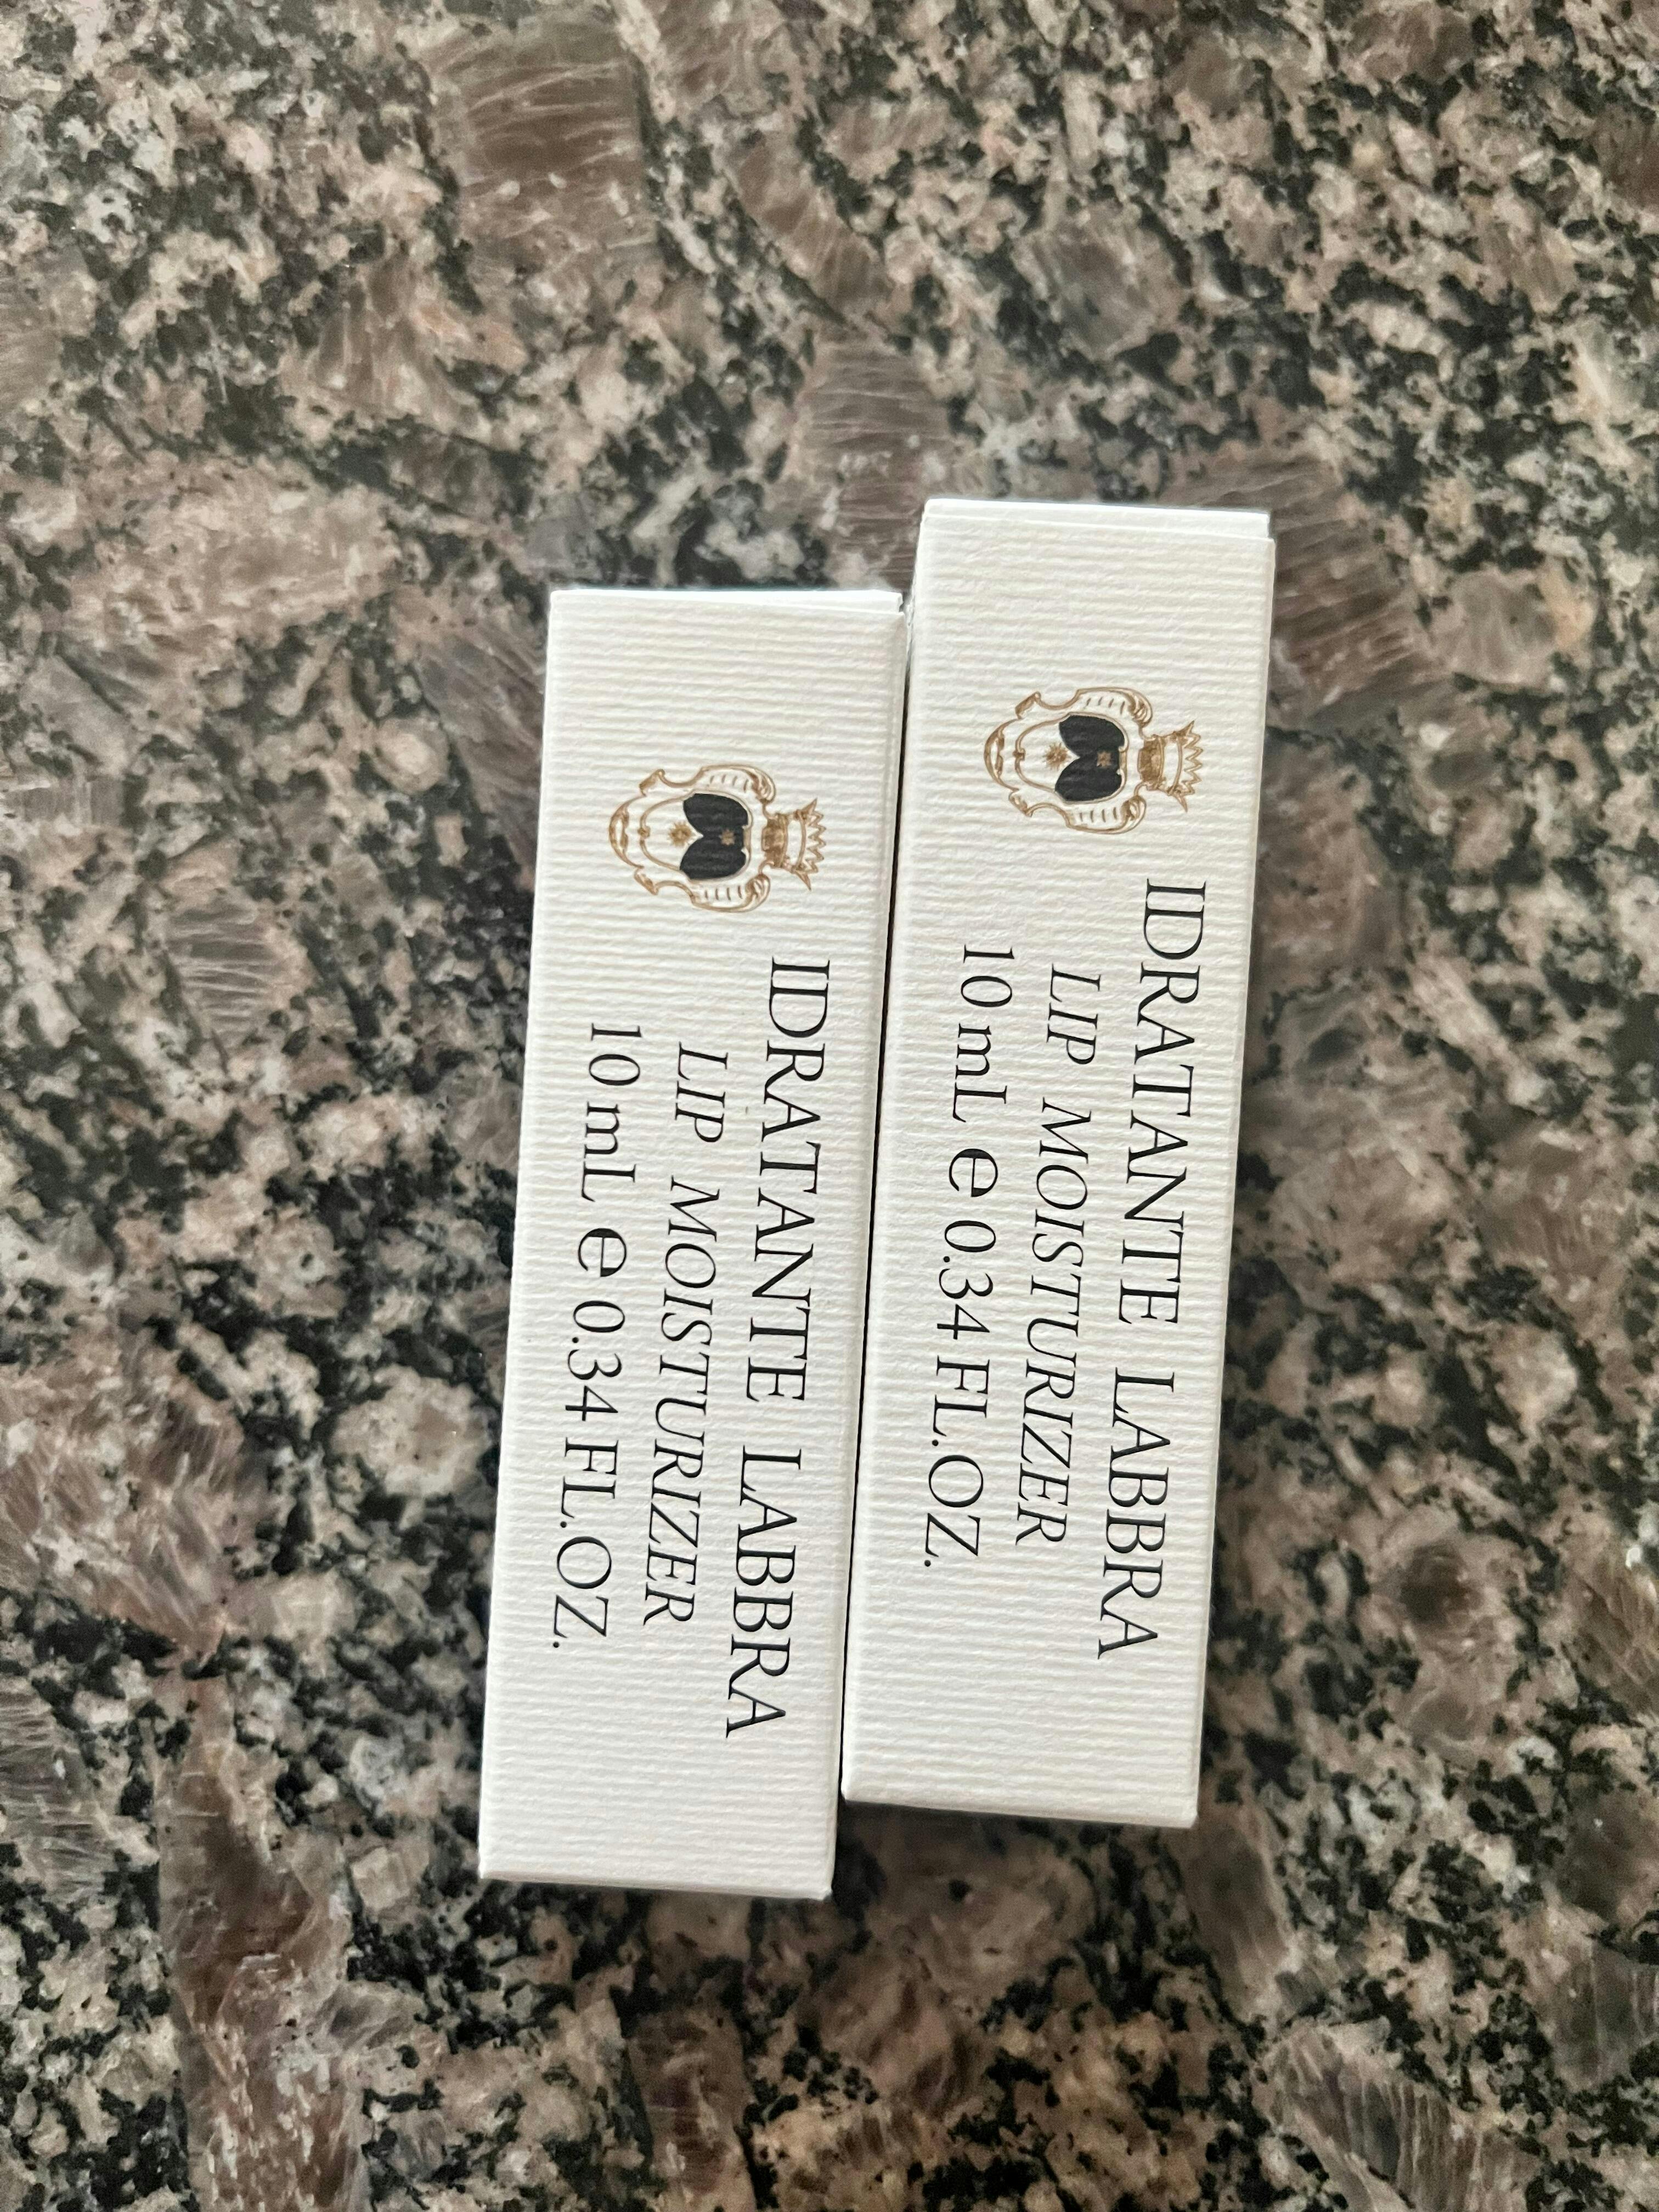 IDRATANTE LABBRA
LIP MOISTURIZER
10 mL ℮ 0.34 FL.OZ.
IDRATANTE LABBRA
LIP MOISTURIZER
10 mL ℮ 0.34 FL.OZ.